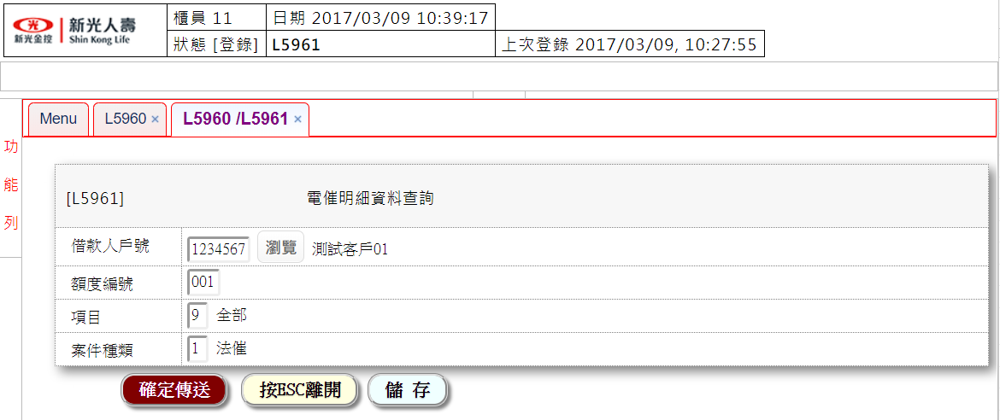 新光金控 新光人壽 Shin Kong Life
櫃員 11 日期 2017/03/09 10:39:17
狀態 [登錄] L5961 上次登錄 2017/03/09, 10:27:55
Menu L5960 × L5960 /L5961 ×
功
能
列
[L5961] 電催明細資料查詢
借款人戶號 1234567 瀏覽 測試客戶01
額度編號 001
項目 9 全部
案件種類 1 法催
確定傳送 按ESC離開 儲 存